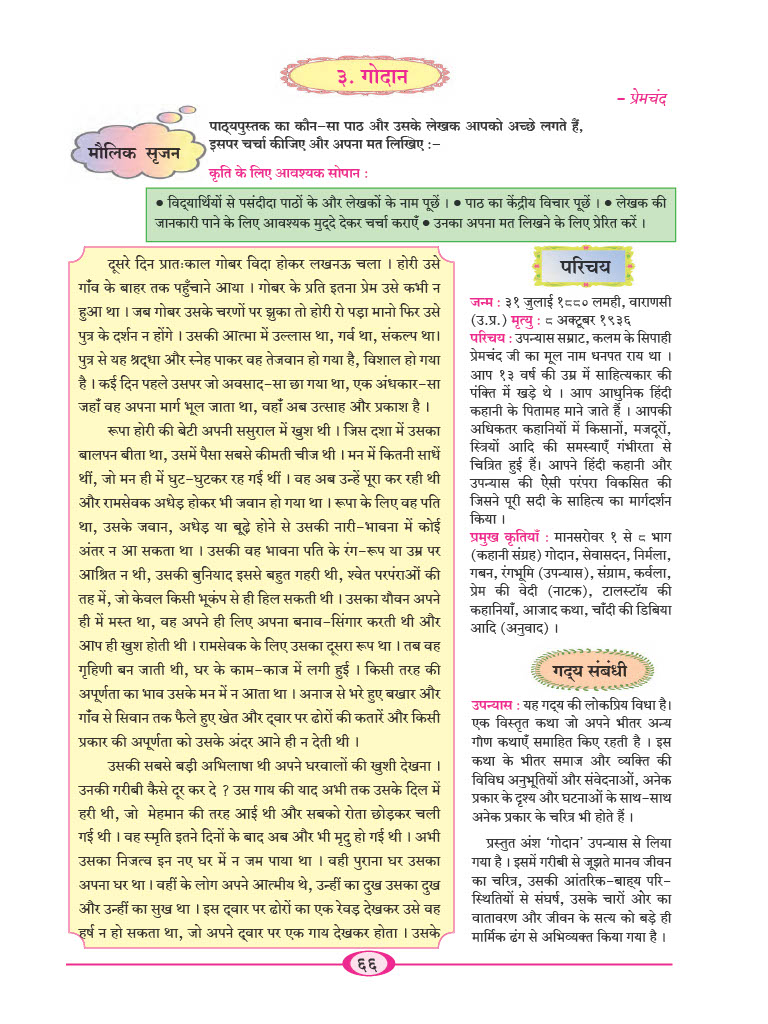 ३. गोदान
– प्रेमचंद
मौलिक सृजन
पाठ्यपुस्तक का कौन-सा पाठ और उसके लेखक आपको अच्छे लगते हैं,
इसपर चर्चा कीजिए और अपना मत लिखिए :–
कृति के लिए आवश्यक सोपान :
● विद्यार्थियों से पसंदीदा पाठों के और लेखकों के नाम पूछें । ● पाठ का केंद्रीय विचार पूछें । ● लेखक की
जानकारी पाने के लिए आवश्यक मुद्दे देकर चर्चा कराएँ ● उनका अपना मत लिखने के लिए प्रेरित करें ।
दूसरे दिन प्रातःकाल गोबर विदा होकर लखनऊ चला । होरी उसे
गाँव के बाहर तक पहुँचाने आया । गोबर के प्रति इतना प्रेम उसे कभी न
हुआ था । जब गोबर उसके चरणों पर झुका तो होरी रो पड़ा मानो फिर उसे
पुत्र के दर्शन न होंगे । उसकी आत्मा में उल्लास था, गर्व था, संकल्प था।
पुत्र से यह श्रद्धा और स्नेह पाकर वह तेजवान हो गया है, विशाल हो गया
है । कई दिन पहले उसपर जो अवसाद-सा छा गया था, एक अंधकार-सा
जहाँ वह अपना मार्ग भूल जाता था, वहाँ अब उत्साह और प्रकाश है ।
रूपा होरी की बेटी अपनी ससुराल में खुश थी । जिस दशा में उसका
बालपन बीता था, उसमें पैसा सबसे कीमती चीज थी । मन में कितनी साधें
थीं, जो मन ही में घुट-घुटकर रह गई थीं । वह अब उन्हें पूरा कर रही थी
और रामसेवक अधेड़ होकर भी जवान हो गया था । रूपा के लिए वह पति
था, उसके जवान, अधेड़ या बूढ़े होने से उसकी नारी-भावना में कोई
अंतर न आ सकता था । उसकी वह भावना पति के रंग-रूप या उम्र पर
आश्रित न थी, उसकी बुनियाद इससे बहुत गहरी थी, श्वेत परपंराओं की
तह में, जो केवल किसी भूकंप से ही हिल सकती थी । उसका यौवन अपने
ही में मस्त था, वह अपने ही लिए अपना बनाव-सिंगार करती थी और
आप ही खुश होती थी । रामसेवक के लिए उसका दूसरा रूप था । तब वह
गृहिणी बन जाती थी, घर के काम-काज में लगी हुई । किसी तरह की
अपूर्णता का भाव उसके मन में न आता था । अनाज से भरे हुए बखार और
गाँव से सिवान तक फैले हुए खेत और द्वार पर ढोरों की कतारें और किसी
प्रकार की अपूर्णता को उसके अंदर आने ही न देती थी ।
उसकी सबसे बड़ी अभिलाषा थी अपने घरवालों की खुशी देखना ।
उनकी गरीबी कैसे दूर कर दे ? उस गाय की याद अभी तक उसके दिल में
हरी थी, जो मेहमान की तरह आई थी और सबको रोता छोड़कर चली
गई थी । वह स्मृति इतने दिनों के बाद अब और भी मृदु हो गई थी । अभी
उसका निजत्व इन नए घर में न जम पाया था । वही पुराना घर उसका
अपना घर था । वहीं के लोग अपने आत्मीय थे, उन्हीं का दुख उसका दुख
और उन्हीं का सुख था । इस द्वार पर ढोरों का एक रेवड़ देखकर उसे वह
हर्ष न हो सकता था, जो अपने द्वार पर एक गाय देखकर होता । उसके
परिचय
जन्म : ३१ जुलाई १८८० लमही, वाराणसी
(उ.प्र.) मृत्यु : ८ अक्टूबर १९३६
परिचय : उपन्यास सम्राट, कलम के सिपाही
प्रेमचंद जी का मूल नाम धनपत राय था ।
आप १३ वर्ष की उम्र में साहित्यकार की
पंक्ति में खड़े थे । आप आधुनिक हिंदी
कहानी के पितामह माने जाते हैं । आपकी
अधिकतर कहानियों में किसानों, मजदूरों,
स्त्रियों आदि की समस्याएँ गंभीरता से
चित्रित हुई हैं। आपने हिंदी कहानी और
उपन्यास की ऐसी परंपरा विकसित की
जिसने पूरी सदी के साहित्य का मार्गदर्शन
किया ।
प्रमुख कृतियाँ : मानसरोवर १ से ८ भाग
(कहानी संग्रह) गोदान, सेवासदन, निर्मला,
गबन, रंगभूमि (उपन्यास), संग्राम, कर्वला,
प्रेम की वेदी (नाटक), टालस्टॉय की
कहानियाँ, आजाद कथा, चाँदी की डिबिया
आदि (अनुवाद) ।
गद्य संबंधी
उपन्यास : यह गद्य की लोकप्रिय विधा है।
एक विस्तृत कथा जो अपने भीतर अन्य
गौण कथाएँ समाहित किए रहती है । इस
कथा के भीतर समाज और व्यक्ति की
विविध अनुभूतियों और संवेदनाओं, अनेक
प्रकार के दृश्य और घटनाओं के साथ-साथ
अनेक प्रकार के चरित्र भी होते हैं ।
प्रस्तुत अंश ‘गोदान’ उपन्यास से लिया
गया है । इसमें गरीबी से जूझते मानव जीवन
का चरित्र, उसकी आंतरिक-बाह्य परि-
स्थितियों से संघर्ष, उसके चारों ओर का
वातावरण और जीवन के सत्य को बड़े ही
मार्मिक ढंग से अभिव्यक्त किया गया है ।
६६